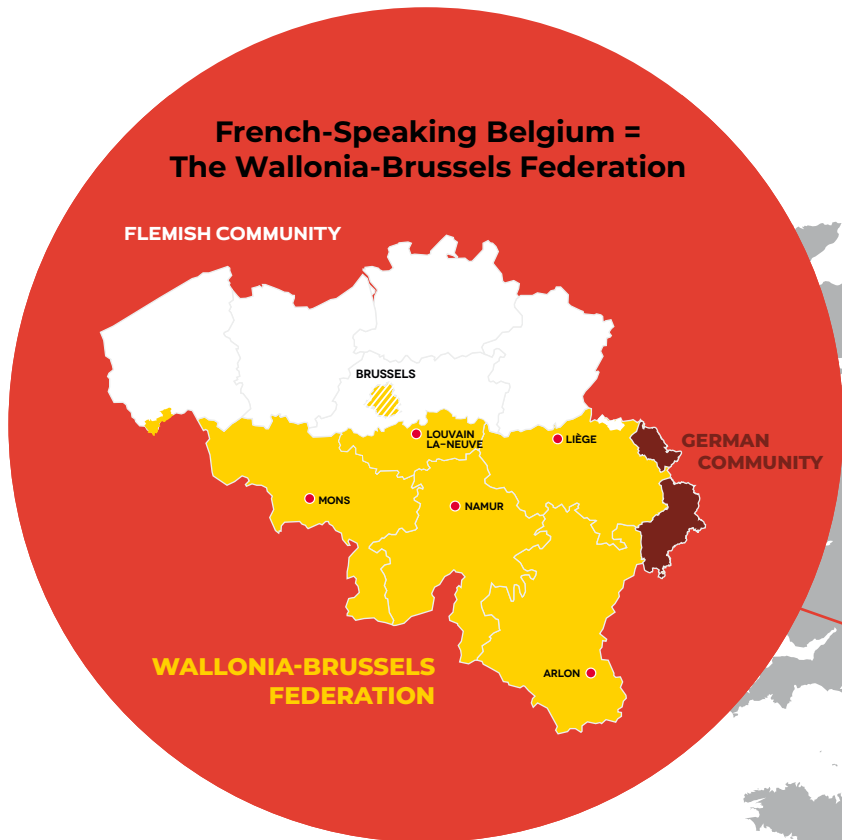 French-Speaking Belgium =
The Wallonia-Brussels Federation
FLEMISH COMMUNITY
BRUSSELS
LOUVAIN
LA-NEUVE
LIÈGE
GERMAN
COMMUNITY
MONS
NAMUR
WALLONIA-BRUSSELS
FEDERATION
ARLON